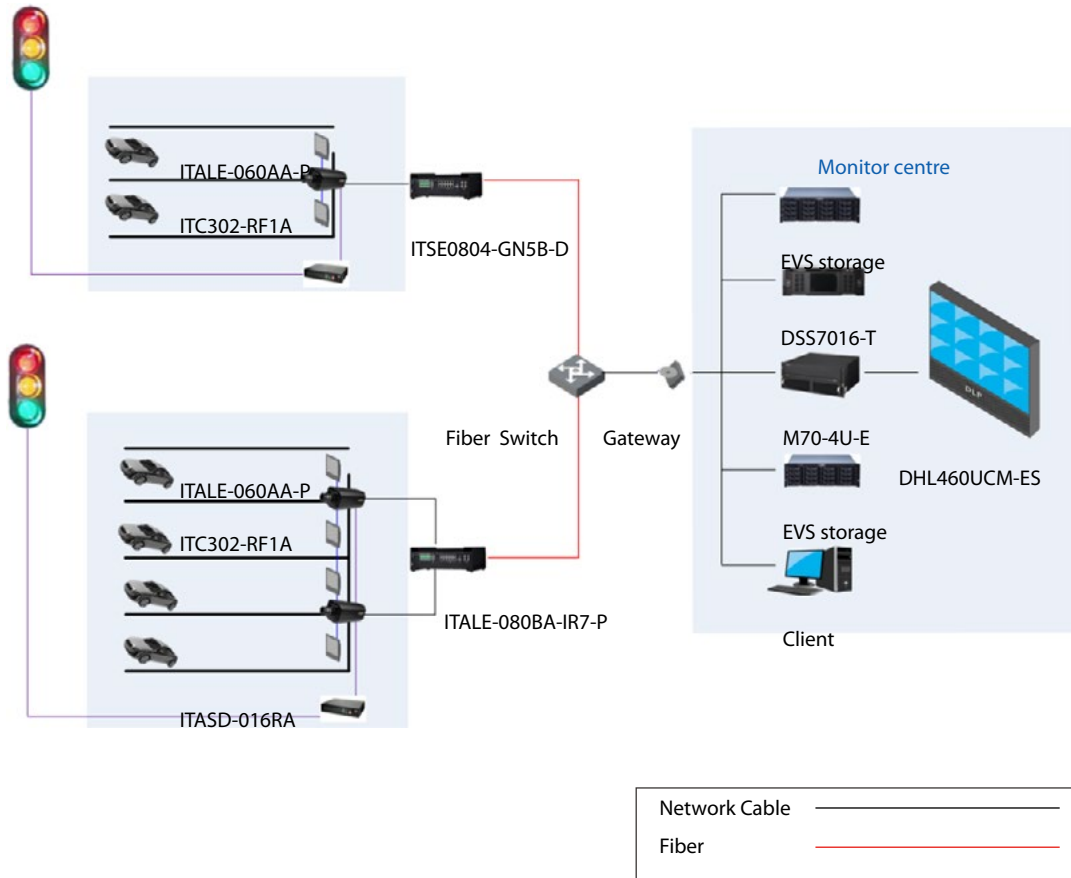 ITALE-060AA-P
ITC302-RF1A
ITSE0804-GN5B-D
Monitor centre
EVS storage
DSS7016-T
M70-4U-E
DLP
DHL460UCM-ES
EVS storage
Client
Fiber Switch
Gateway
ITALE-060AA-P
ITC302-RF1A
ITALE-080BA-IR7-P
ITASD-016RA
Network Cable
Fiber